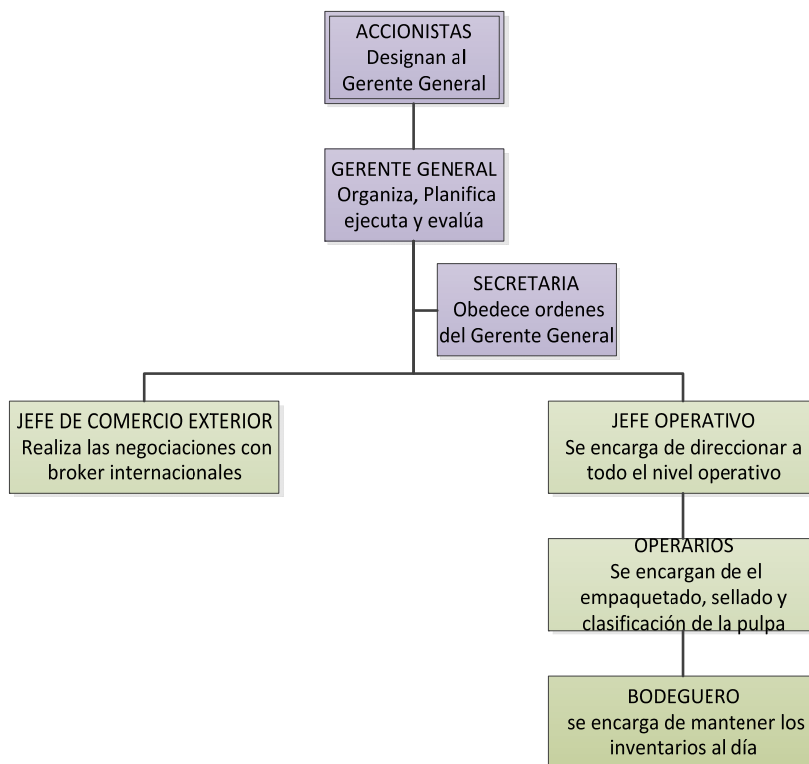 ACCIONISTAS
Designan al
Gerente General
GERENTE GENERAL
Organiza, Planifica
ejecuta y evalúa
SECRETARIA
Obedece ordenes
del Gerente General
JEFE DE COMERCIO EXTERIOR
Realiza las negociaciones con
broker internacionales
JEFE OPERATIVO
Se encarga de direccionar a
todo el nivel operativo
OPERARIOS
Se encargan de el
empaquetado, sellado y
clasificación de la pulpa
BODEGUERO
se encarga de mantener los
inventarios al día